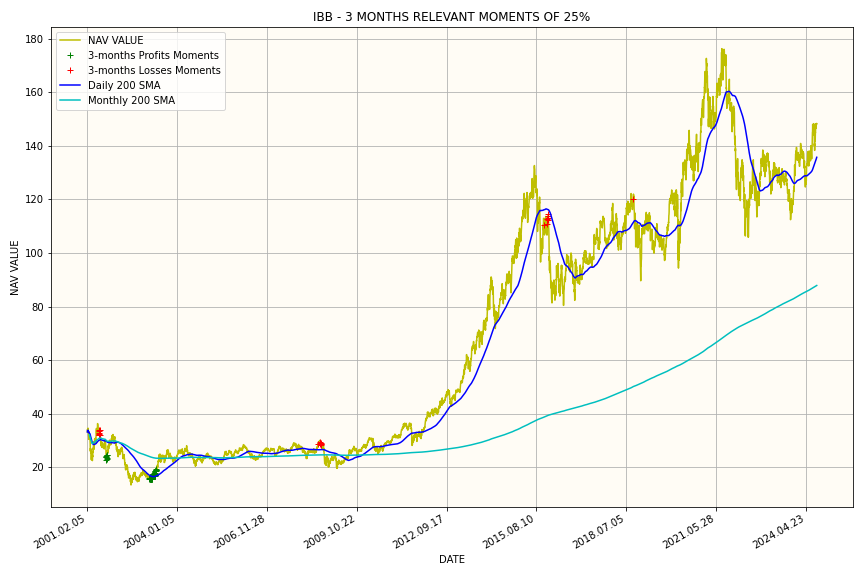 IBB - 3 MONTHS RELEVANT MOMENTS OF 25%
NAV VALUE
3-months Profits Moments
3-months Losses Moments
Daily 200 SMA
Monthly 200 SMA
180
160
140
120
100
80
60
40
20
NAV VALUE
2001.02.05
2004.01.05
2006.11.28
2009.10.22
2012.09.17
2015.08.10
2018.07.05
2021.05.28
2024.04.23
DATE